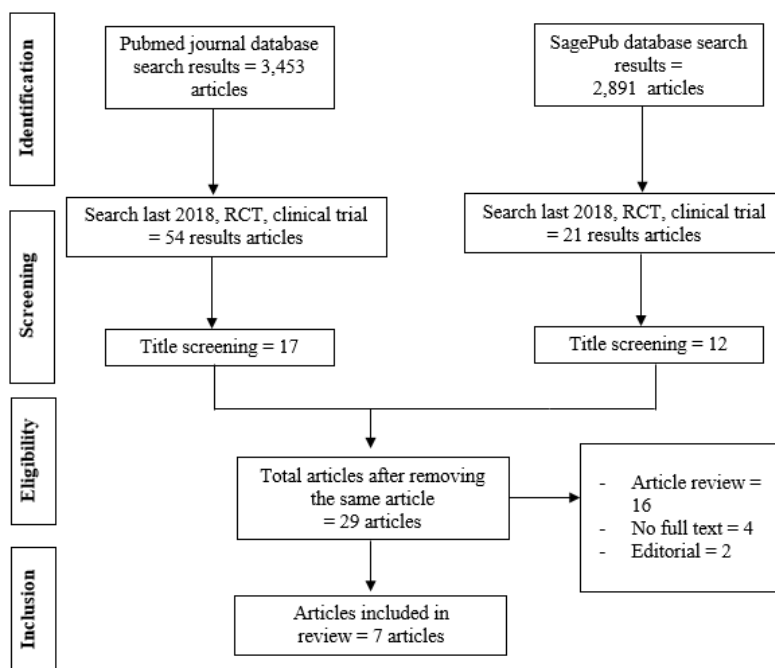 Identification
Pubmed journal database
search results = 3,453
articles
SagePub database search
results =
2,891 articles
Screening
Search last 2018, RCT, clinical trial
= 54 results articles
Search last 2018, RCT, clinical trial
= 21 results articles
Title screening = 17
Title screening = 12
Eligibility
Total articles after removing
the same article
= 29 articles
- Article review =
16
- No full text = 4
- Editorial = 2
Inclusion
Articles included in
review = 7 articles